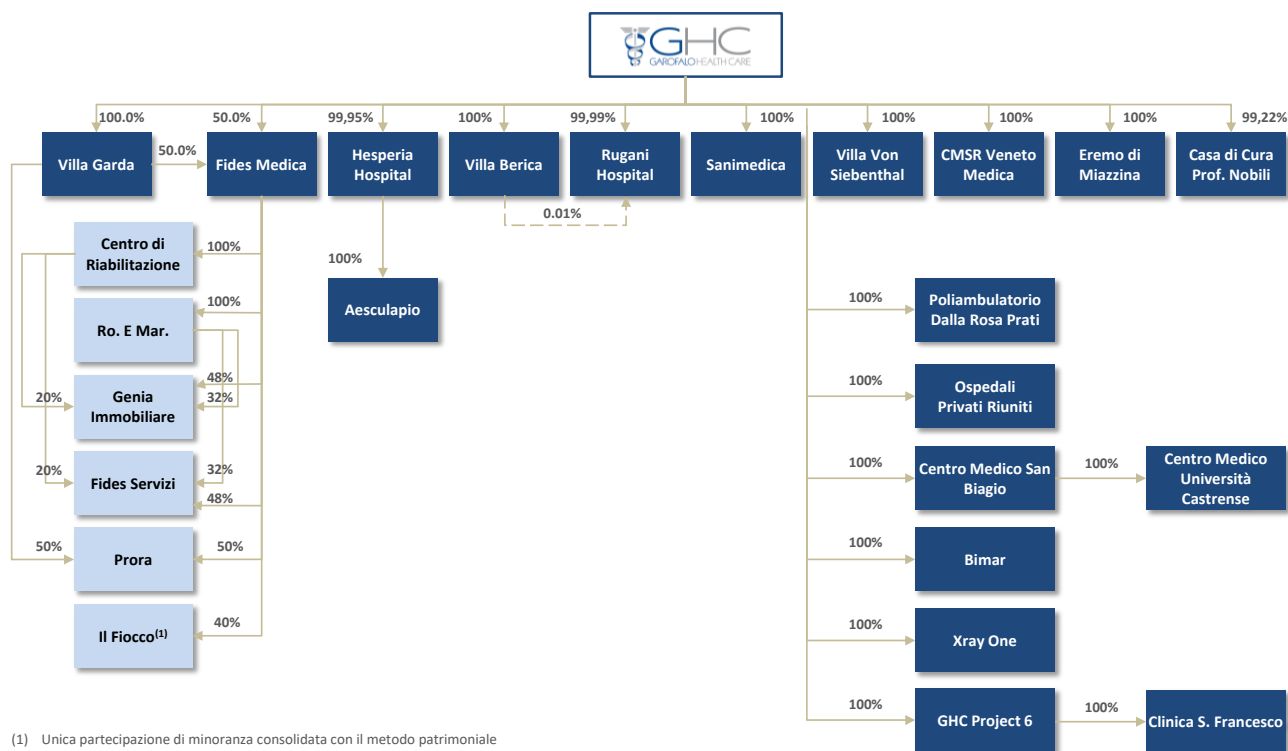 GHC
GAROFALO HEALTH CARE
100.0%
50.0%
99,95%
100%
99,99%
100%
100%
100%
100%
99,22%
Villa Garda
50.0%
Fides Medica
Hesperia
Hospital
Villa Berica
Rugani
Hospital
Sanimedica
Villa Von
Siebenthal
CMSR Veneto
Medica
Eremo di
Miazzina
Casa di Cura
Prof. Nobili
0.01%
Centro di
Riabilitazione
100%
100%
Aesculapio
100%
Ro. E Mar.
100%
Poliambulatorio
Dalla Rosa Prati
48%
20%
Genia
Immobiliare
32%
100%
Ospedali
Privati Riuniti
20%
Fides Servizi
32%
48%
100%
Centro Medico San
Biagio
100%
Centro Medico
Università
Castrense
50%
Prora
50%
100%
Bimar
Il Fiocco(1)
40%
100%
Xray One
100%
GHC Project 6
100%
Clinica S. Francesco
(1) Unica partecipazione di minoranza consolidata con il metodo patrimoniale